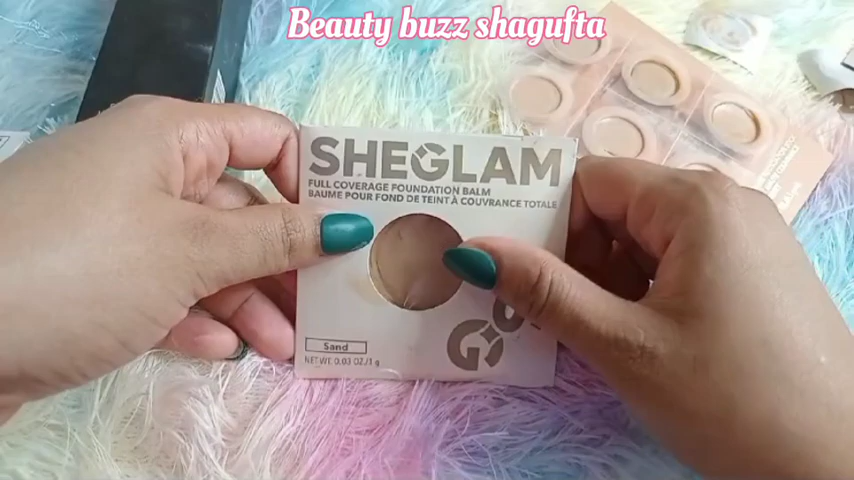 Beauty buzz shagufta
SHEGLAM
FULL COVERAGE FOUNDATION BALM
BAUME POUR FOND DE TEINT À COUVRANCE TOTALE
Sand
NET WT. 0.03 OZ./1 g